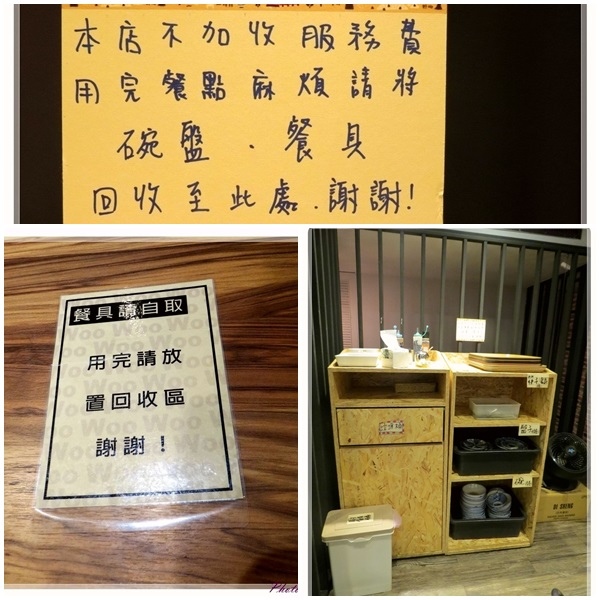 本店不加收服務費
用完餐點麻煩請將
碗盤、餐具
回收至此處.謝謝!
餐具請自取
用完請放
置回收區
謝謝！
Photo